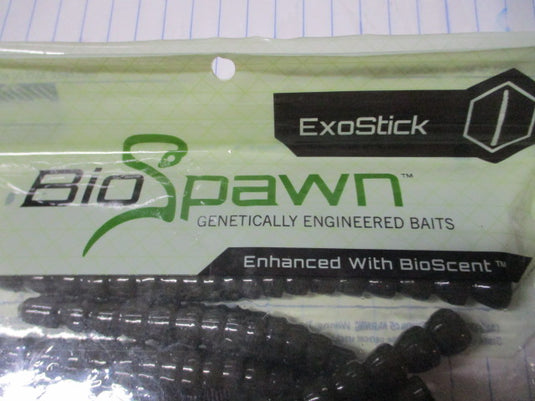 ExoStick
BioSpawn™
GENETICALLY ENGINEERED BAITS
Enhanced With BioScent™